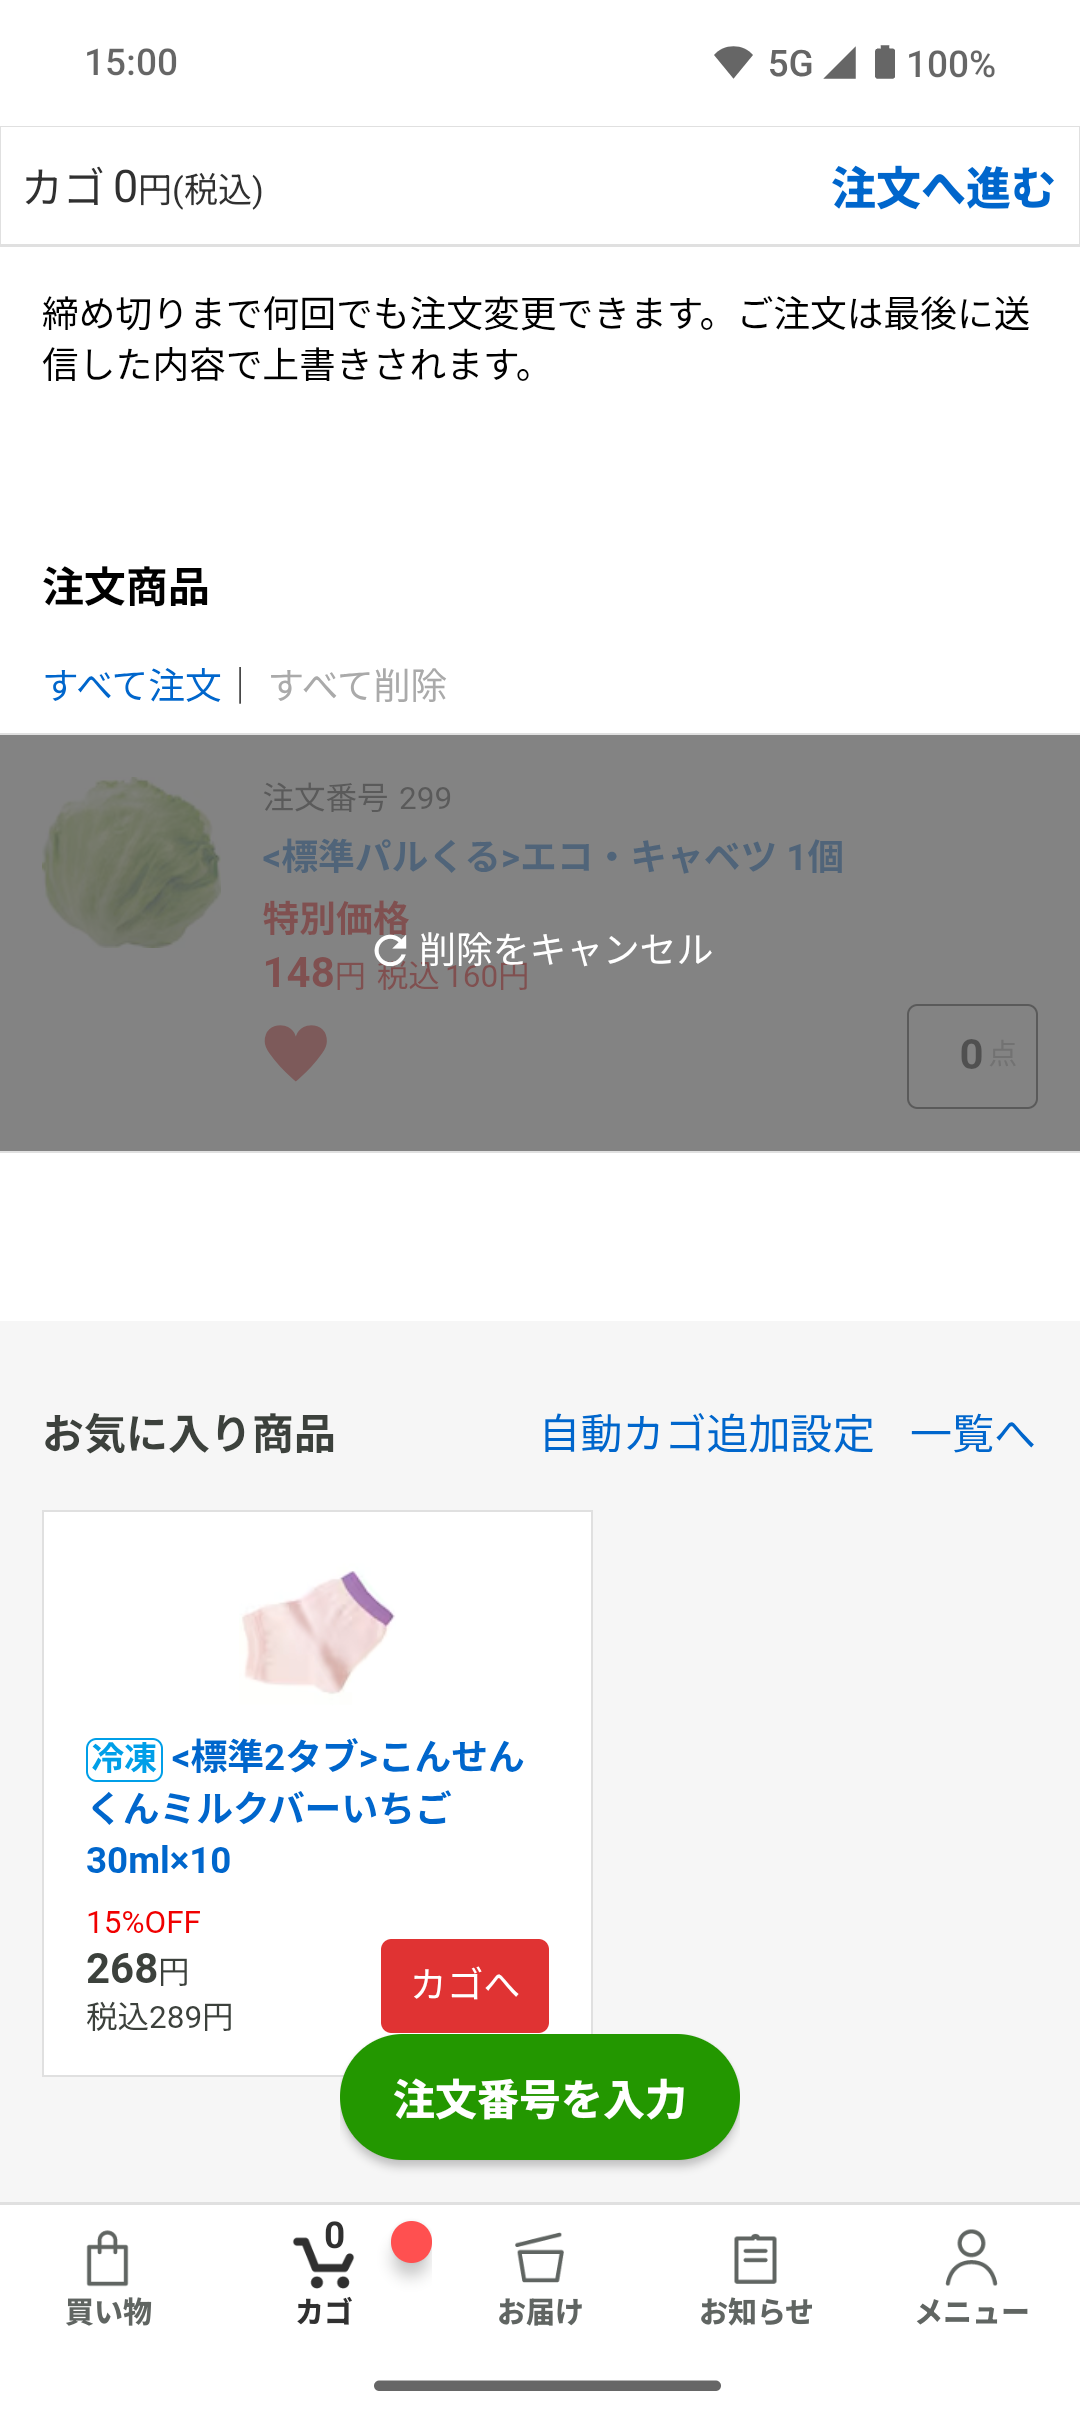 15:00 5G 100%
カゴ 0円(税込) 注文へ進む
締め切りまで何回でも注文変更できます。ご注文は最後に送
信した内容で上書きされます。
注文商品
すべて注文 | すべて削除
注文番号 299
<標準パルくる>エコ・キャベツ 1個
特別価格
削除をキャンセル
148円 税込 160円
0 点
お気に入り商品 自動カゴ追加設定 一覧へ
冷凍 <標準2タブ>こんせん
くんミルクバーいちご
30ml×10
15%OFF
268円
税込289円
カゴへ
注文番号を入力
0
買い物 カゴ お届け お知らせ メニュー